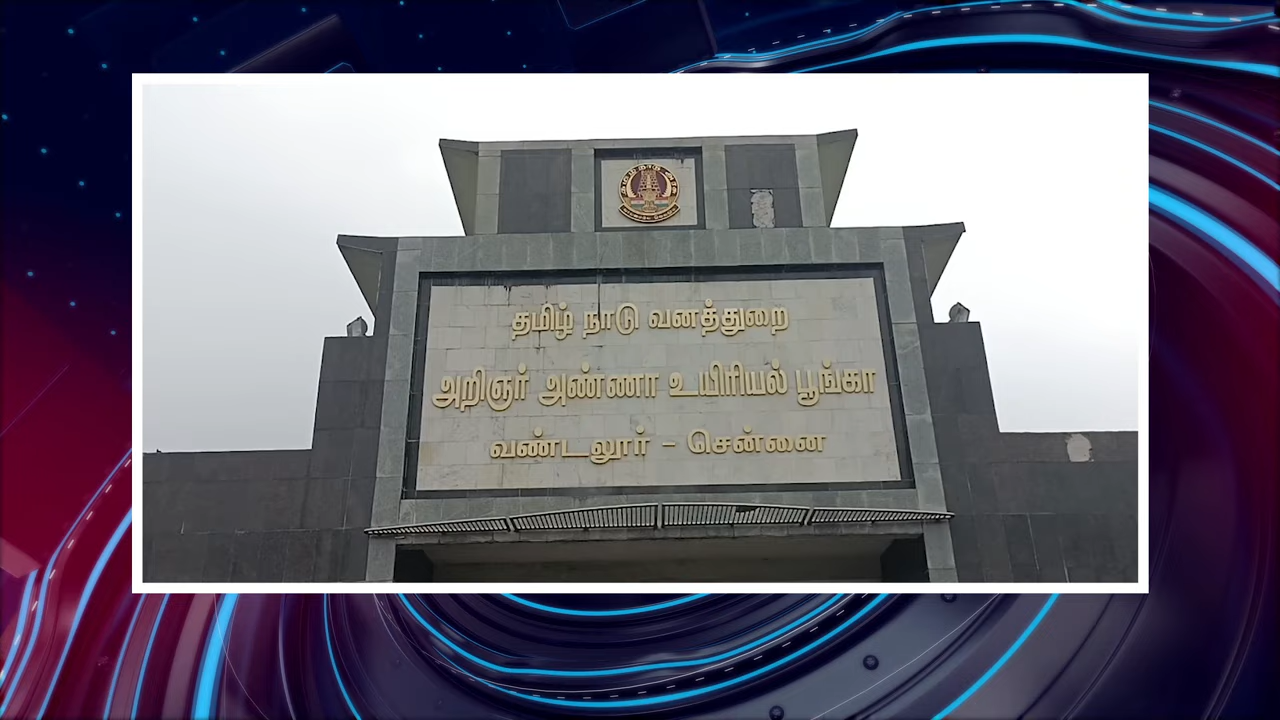 தமிழ் நாடு வனத்துறை
அறிஞர் அண்ணா உயிரியல் பூங்கா
வண்டலூர் - சென்னை